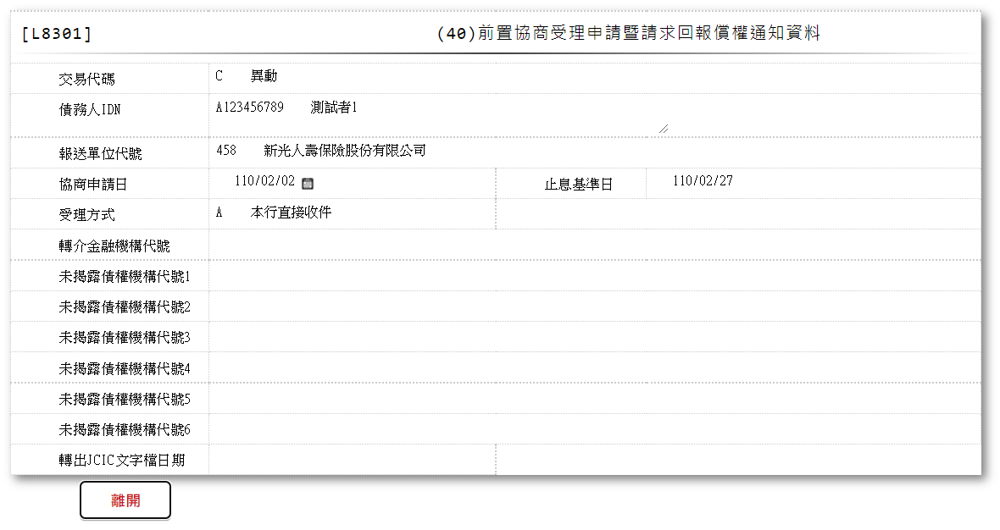 [L8301] (40)前置協商受理申請暨請求回報償權通知資料
交易代碼 C 異動
債務人IDN A123456789 測試者1
報送單位代號 458 新光人壽保險股份有限公司
協商申請日 110/02/02 止息基準日 110/02/27
受理方式 A 本行直接收件
轉介金融機構代號
未揭露債權機構代號1
未揭露債權機構代號2
未揭露債權機構代號3
未揭露債權機構代號4
未揭露債權機構代號5
未揭露債權機構代號6
轉出JCIC文字檔日期
離開